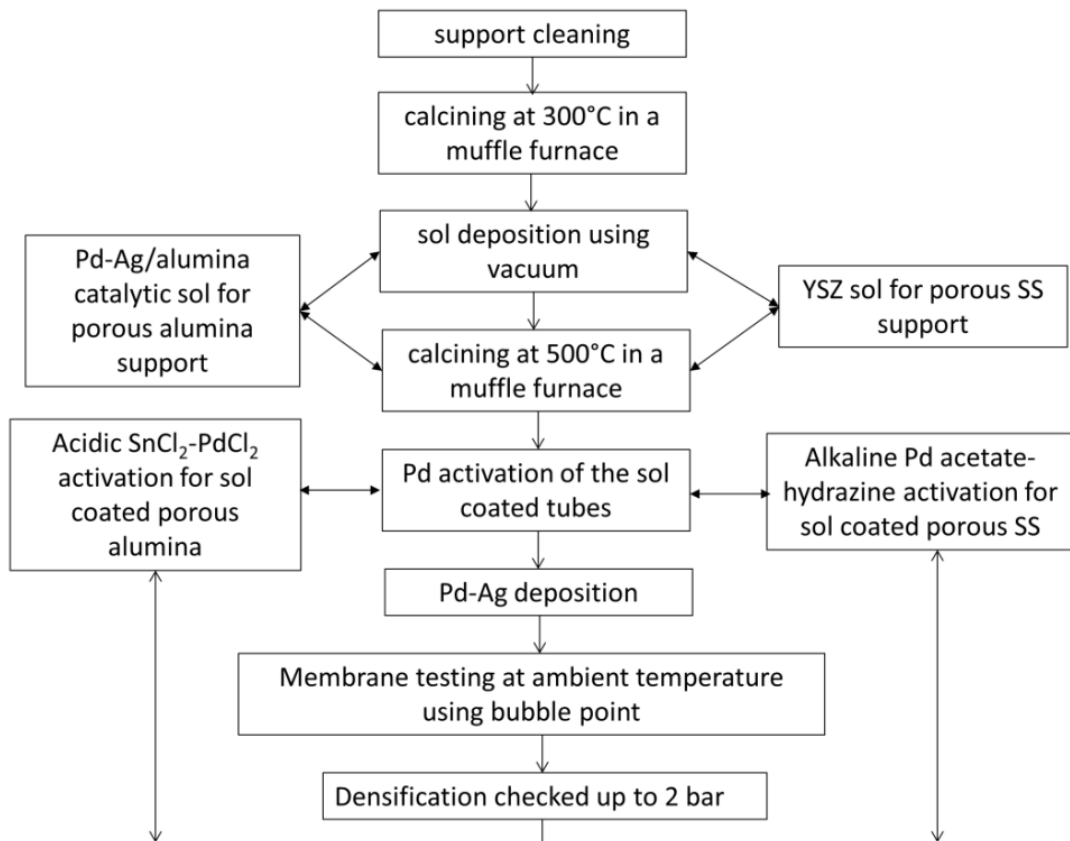 support cleaning
calcining at 300°C in a
muffle furnace
sol deposition using
vacuum
Pd-Ag/alumina
catalytic sol for
porous alumina
support
YSZ sol for porous SS
support
calcining at 500°C in a
muffle furnace
Acidic SnCl₂-PdCl₂
activation for sol
coated porous
alumina
Pd activation of the sol
coated tubes
Alkaline Pd acetate-
hydrazine activation for
sol coated porous SS
Pd-Ag deposition
Membrane testing at ambient temperature
using bubble point
Densification checked up to 2 bar